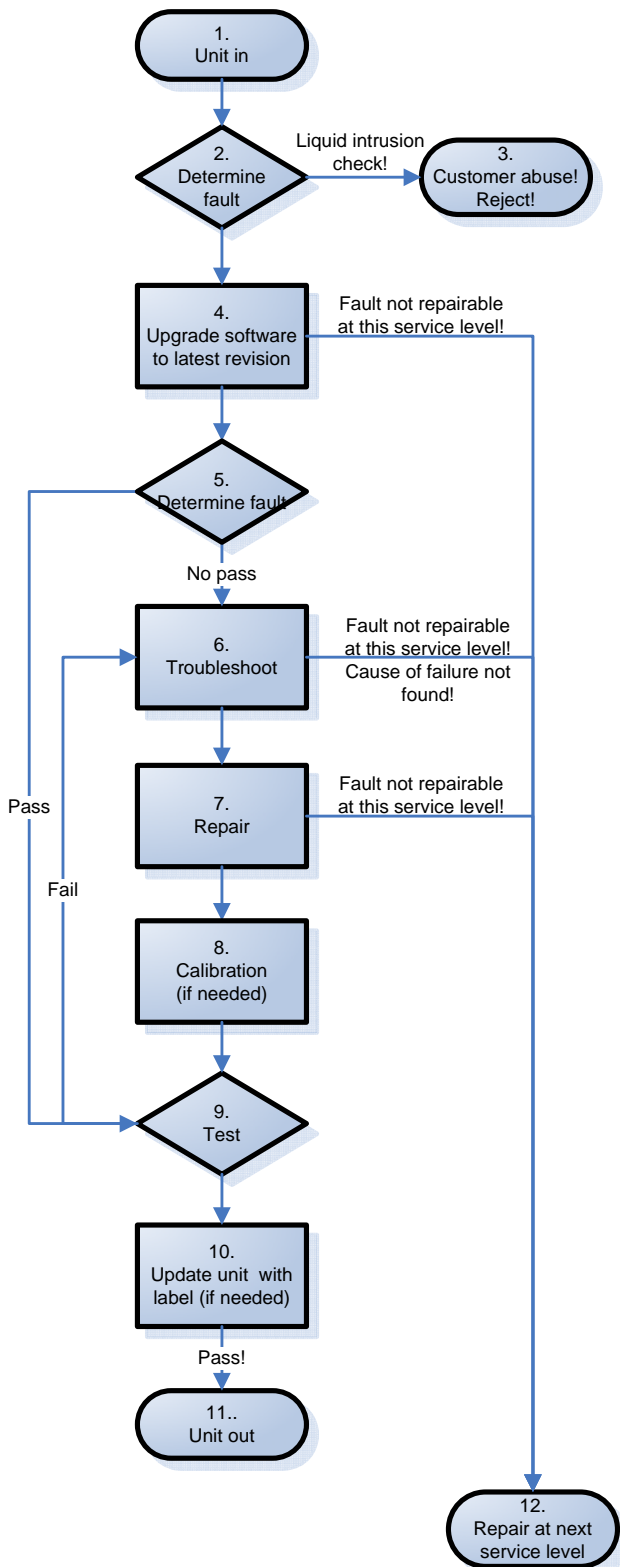 1.
Unit in
2.
Determine
fault
Liquid intrusion
check!
3.
Customer abuse!
Reject!
4.
Upgrade software
to latest revision
Fault not repairable
at this service level!
5.
Determine fault
No pass
6.
Troubleshoot
Fault not repairable
at this service level!
Cause of failure not
found!
7.
Repair
Fault not repairable
at this service level!
Pass
Fail
8.
Calibration
(if needed)
9.
Test
10.
Update unit with
label (if needed)
Pass!
11..
Unit out
12.
Repair at next
service level